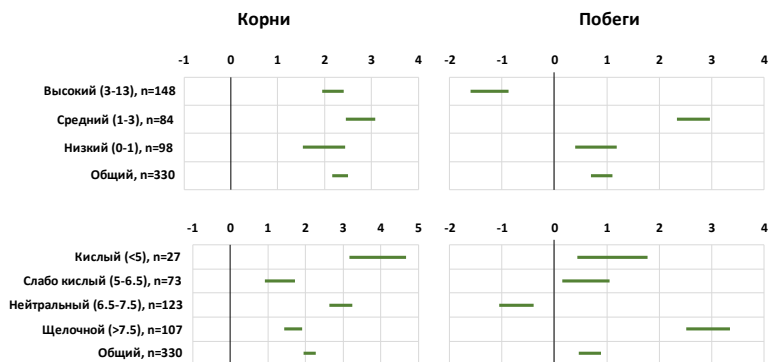 Корни Побеги
-1 0 1 2 3 4 -2 -1 0 1 2 3 4
Высокий (3-13), n=148
Средний (1-3), n=84
Низкий (0-1), n=98
Общий, n=330
-1 0 1 2 3 4 5 -2 -1 0 1 2 3 4
Кислый (<5), n=27
Слабо кислый (5-6.5), n=73
Нейтральный (6.5-7.5), n=123
Щелочной (>7.5), n=107
Общий, n=330